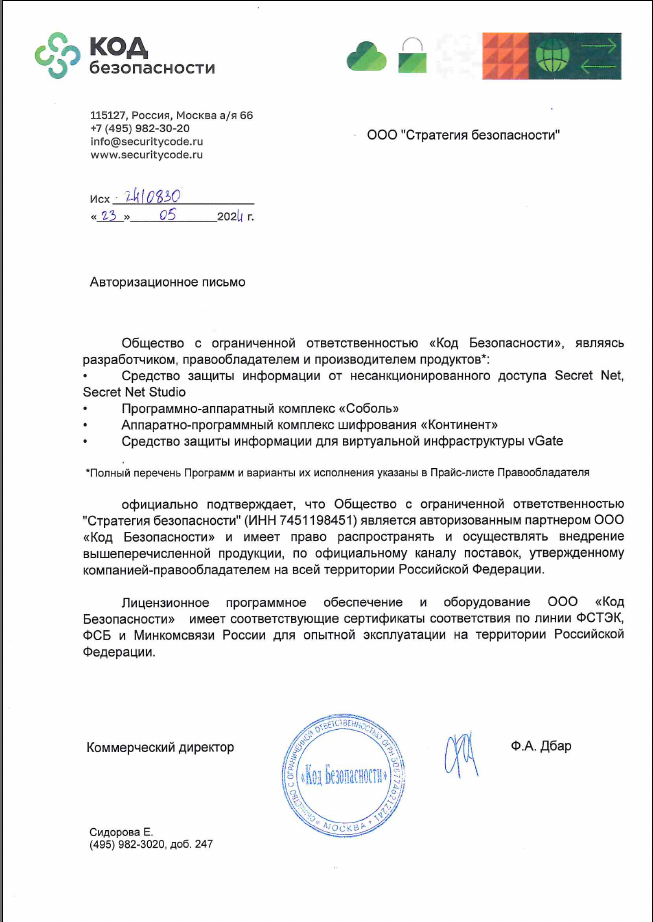 КОД
безопасности
115127, Россия, Москва а/я 66
+7 (495) 982-30-20
info@securitycode.ru
www.securitycode.ru
ООО "Стратегия безопасности"
Исх 2410830
« 23 » 05 2024 г.
Авторизационное письмо
Общество с ограниченной ответственностью «Код Безопасности», являясь
разработчиком, правообладателем и производителем продуктов*:
• Средство защиты информации от несанкционированного доступа Secret Net,
Secret Net Studio
• Программно-аппаратный комплекс «Соболь»
• Аппаратно-программный комплекс шифрования «Континент»
• Средство защиты информации для виртуальной инфраструктуры vGate
*Полный перечень Программ и варианты их исполнения указаны в Прайс-листе Правообладателя
официально подтверждает, что Общество с ограниченной ответственностью
"Стратегия безопасности" (ИНН 7451198451) является авторизованным партнером ООО
«Код Безопасности» и имеет право распространять и осуществлять внедрение
вышеперечисленной продукции, по официальному каналу поставок, утвержденному
компанией-правообладателем на всей территории Российской Федерации.
Лицензионное программное обеспечение и оборудование ООО «Код
Безопасности» имеет соответствующие сертификаты соответствия по линии ФСТЭК,
ФСБ и Минкомсвязи России для опытной эксплуатации на территории Российской
Федерации.
Коммерческий директор
«Код Безопасности»
МОСКВА
Ф.А. Дбар
Сидорова Е.
(495) 982-3020, доб. 247